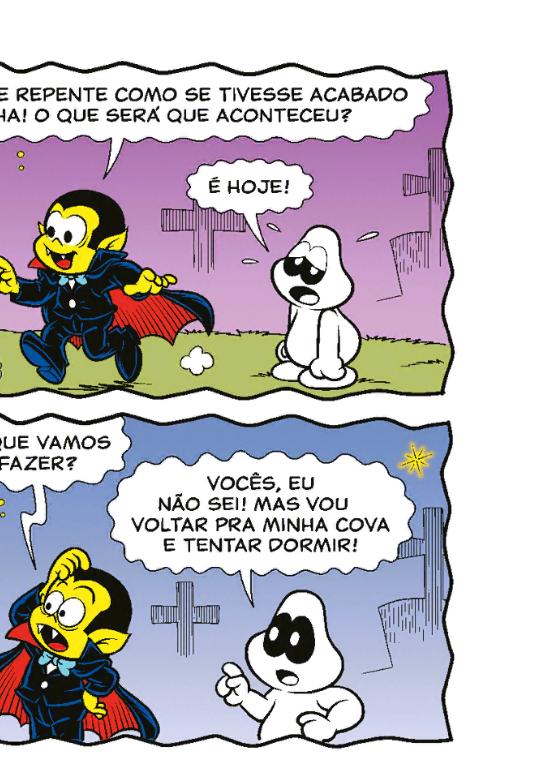 E REPENTE COMO SE TIVESSE ACABADO
HA! O QUE SERÁ QUE ACONTECEU?
É HOJE!
QUE VAMOS
FAZER?
VOCÊS, EU
NÃO SEI! MAS VOU
VOLTAR PRA MINHA COVA
E TENTAR DORMIR!